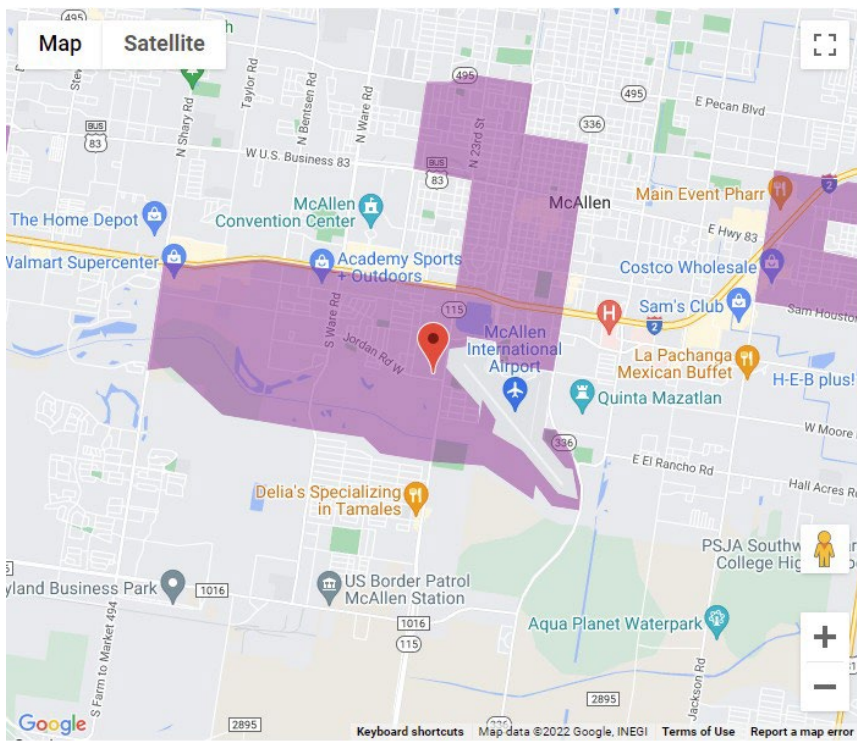 Map
Satellite
495
Taylor Rd
N Shary Rd
N Bentsen Rd
N Ware Rd
N 23rd St
495
E Pecan Blvd
336
BUS
83
W U.S. Business 83
BUS
83
McAllen
Convention Center
McAllen
Main Event Pharr
2
The Home Depot
E Hwy 83
Walmart Supercenter
Academy Sports
+ Outdoors
Costco Wholesale
S Ware Rd
115
H
Sam's Club
Sam Houston
2
Jordan Rd W
McAllen
International
Airport
La Pachanga
Mexican Buffet
H-E-B plus!
Quinta Mazatlan
W Moore
336
E El Rancho Rd
Hall Acres
Delia's Specializing
in Tamales
PSJA Southw
College Hig
US Border Patrol
McAllen Station
yland Business Park
1016
1016
Aqua Planet Waterpark
S Farm to Market 494
115
Jackson Rd
+
−
Google
2895
2895
Keyboard shortcuts
Map data ©2022 Google, INEGI
Terms of Use
Report a map error